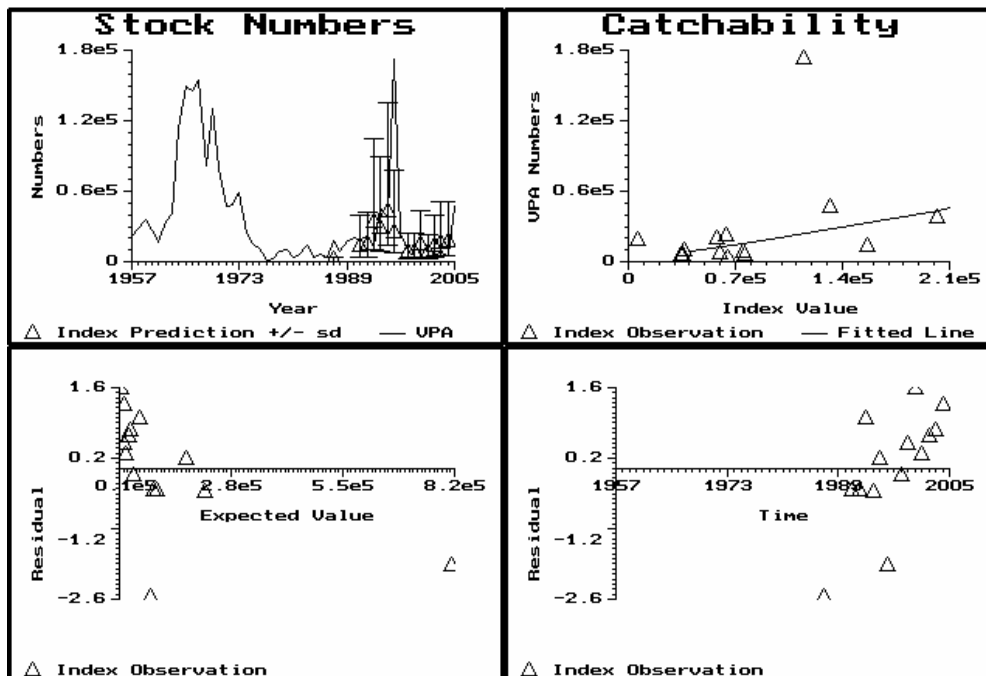 Stock Numbers
1.8e5
1.2e5
0.6e5
0
Numbers
1957
1973
1989
2005
Year
Index Prediction +/- sd
VPA
Catchability
1.8e5
1.2e5
0.6e5
0
VPA Numbers
0
0.7e5
1.4e5
2.1e5
Index Value
Index Observation
Fitted Line
1.6
0.2
-1.2
-2.6
Residual
0.1e5
2.8e5
5.5e5
8.2e5
Expected Value
Index Observation
1.6
0.2
-1.2
-2.6
Residual
1957
1973
1989
2005
Time
Index Observation